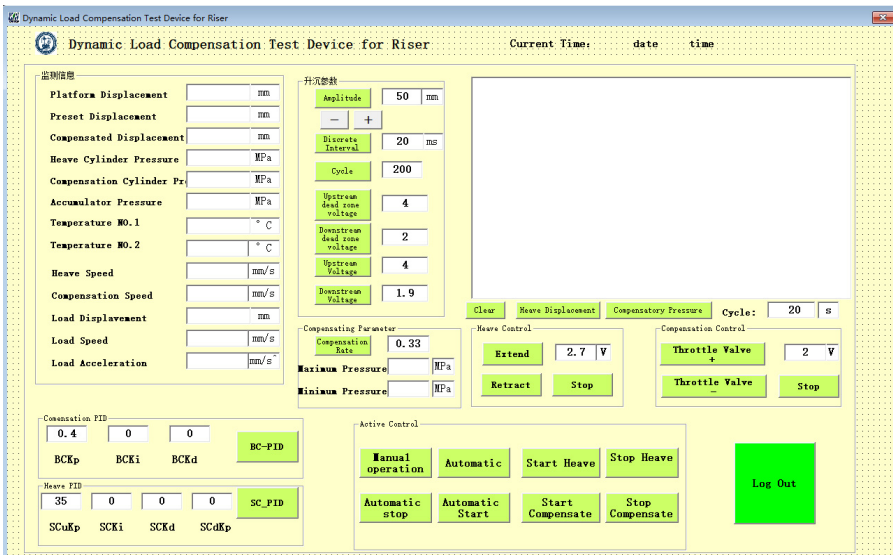 Dynamic Load Compensation Test Device for Riser
Dynamic Load Compensation Test Device for Riser
Current Time: date time
监测信息
Platform Displacement mm
Preset Displacement mm
Compensated Displacement mm
Heave Cylinder Pressure MPa
Compensation Cylinder Pr MPa
Accumulator Pressure MPa
Temperature NO.1 ° C
Temperature NO.2 ° C
Heave Speed mm/s
Compensation Speed mm/s
Load Displavement mm
Load Speed mm/s
Load Acceleration mm/s
升沉参数
Amplitude 50 mm
− +
Discrete
Interval 20 ms
Cycle 200
Upstream
dead zone
voltage 4
Downstream
dead zone
voltage 2
Upstream
Voltage 4
Downstream
Voltage 1.9
Clear Heave Displacement Compensatory Pressure Cycle: 20 s
Compensating Parameter
Compensation
Rate 0.33
Maximum Pressure MPa
Minimum Pressure MPa
Heave Control
Extend 2.7 V
Retract Stop
Compensation Control
Throttle Valve
+ 2 V
Throttle Valve
− Stop
Comensation PID
0.4 0 0
BCKp BCKi BCKd
BC-PID
Heave PID
35 0 0 0
SCuKp SCKi SCKd SCdKp
SC_PID
Active Control
Manual
operation
Automatic
Start Heave
Stop Heave
Automatic
stop
Automatic
Start
Start
Compensate
Stop
Compensate
Log Out